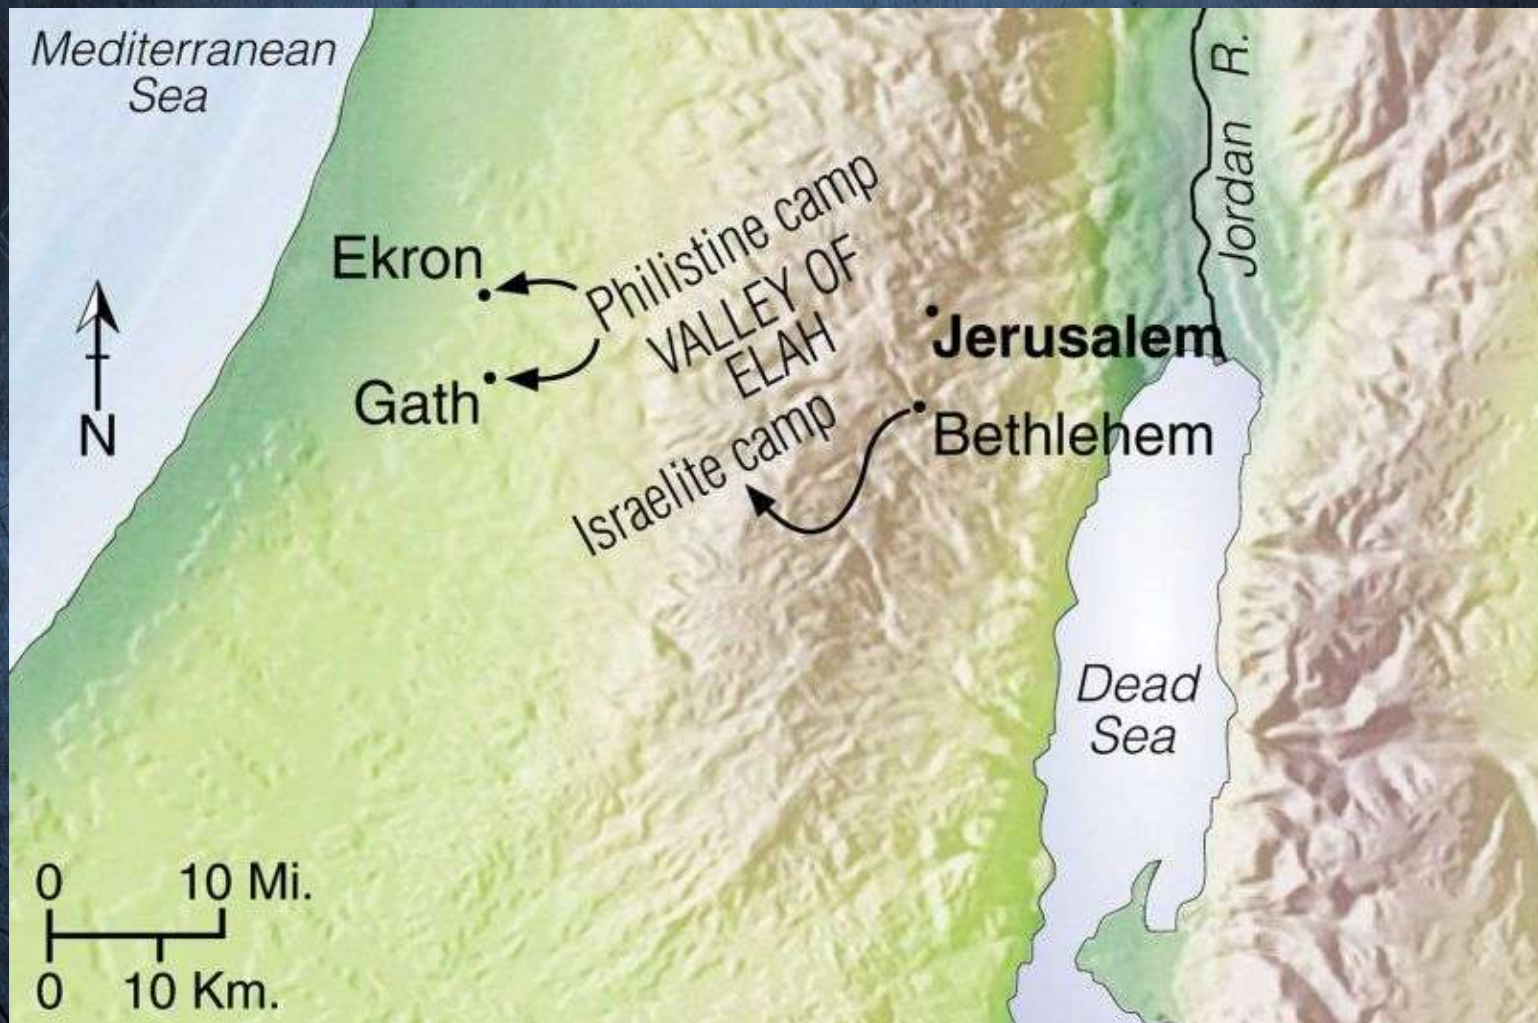 Mediterranean
Sea
Jordan R.
Philistine camp
VALLEY OF
ELAH
Ekron
Jerusalem
Gath
Bethlehem
Israelite camp
N
Dead
Sea
0 10 Mi.
0 10 Km.